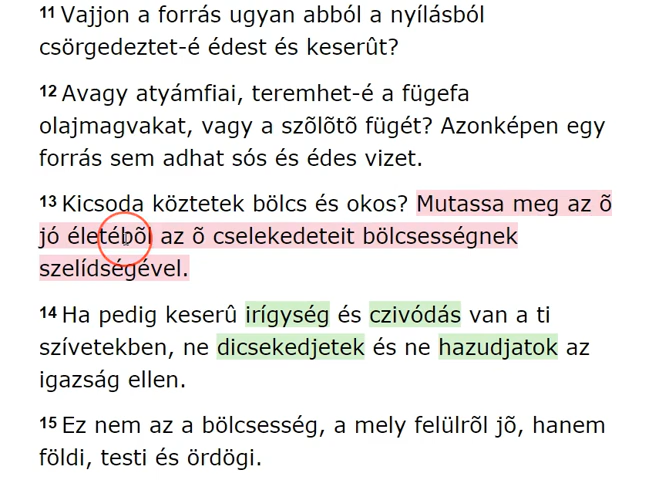 11 Vajjon a forrás ugyan abból a nyílásból
csörgedeztet-é édest és keserût?
12 Avagy atyámfiai, teremhet-é a fügefa
olajmagvakat, vagy a szõlõtõ fügét? Azonképen egy
forrás sem adhat sós és édes vizet.
13 Kicsoda köztetek bölcs és okos? Mutassa meg az õ
jó életébõl az õ cselekedeteit bölcsességnek
szelídségével.
14 Ha pedig keserû irígység és czivódás van a ti
szívetekben, ne dicsekedjetek és ne hazudjatok az
igazság ellen.
15 Ez nem az a bölcsesség, a mely felülrõl jõ, hanem
földi, testi és ördögi.